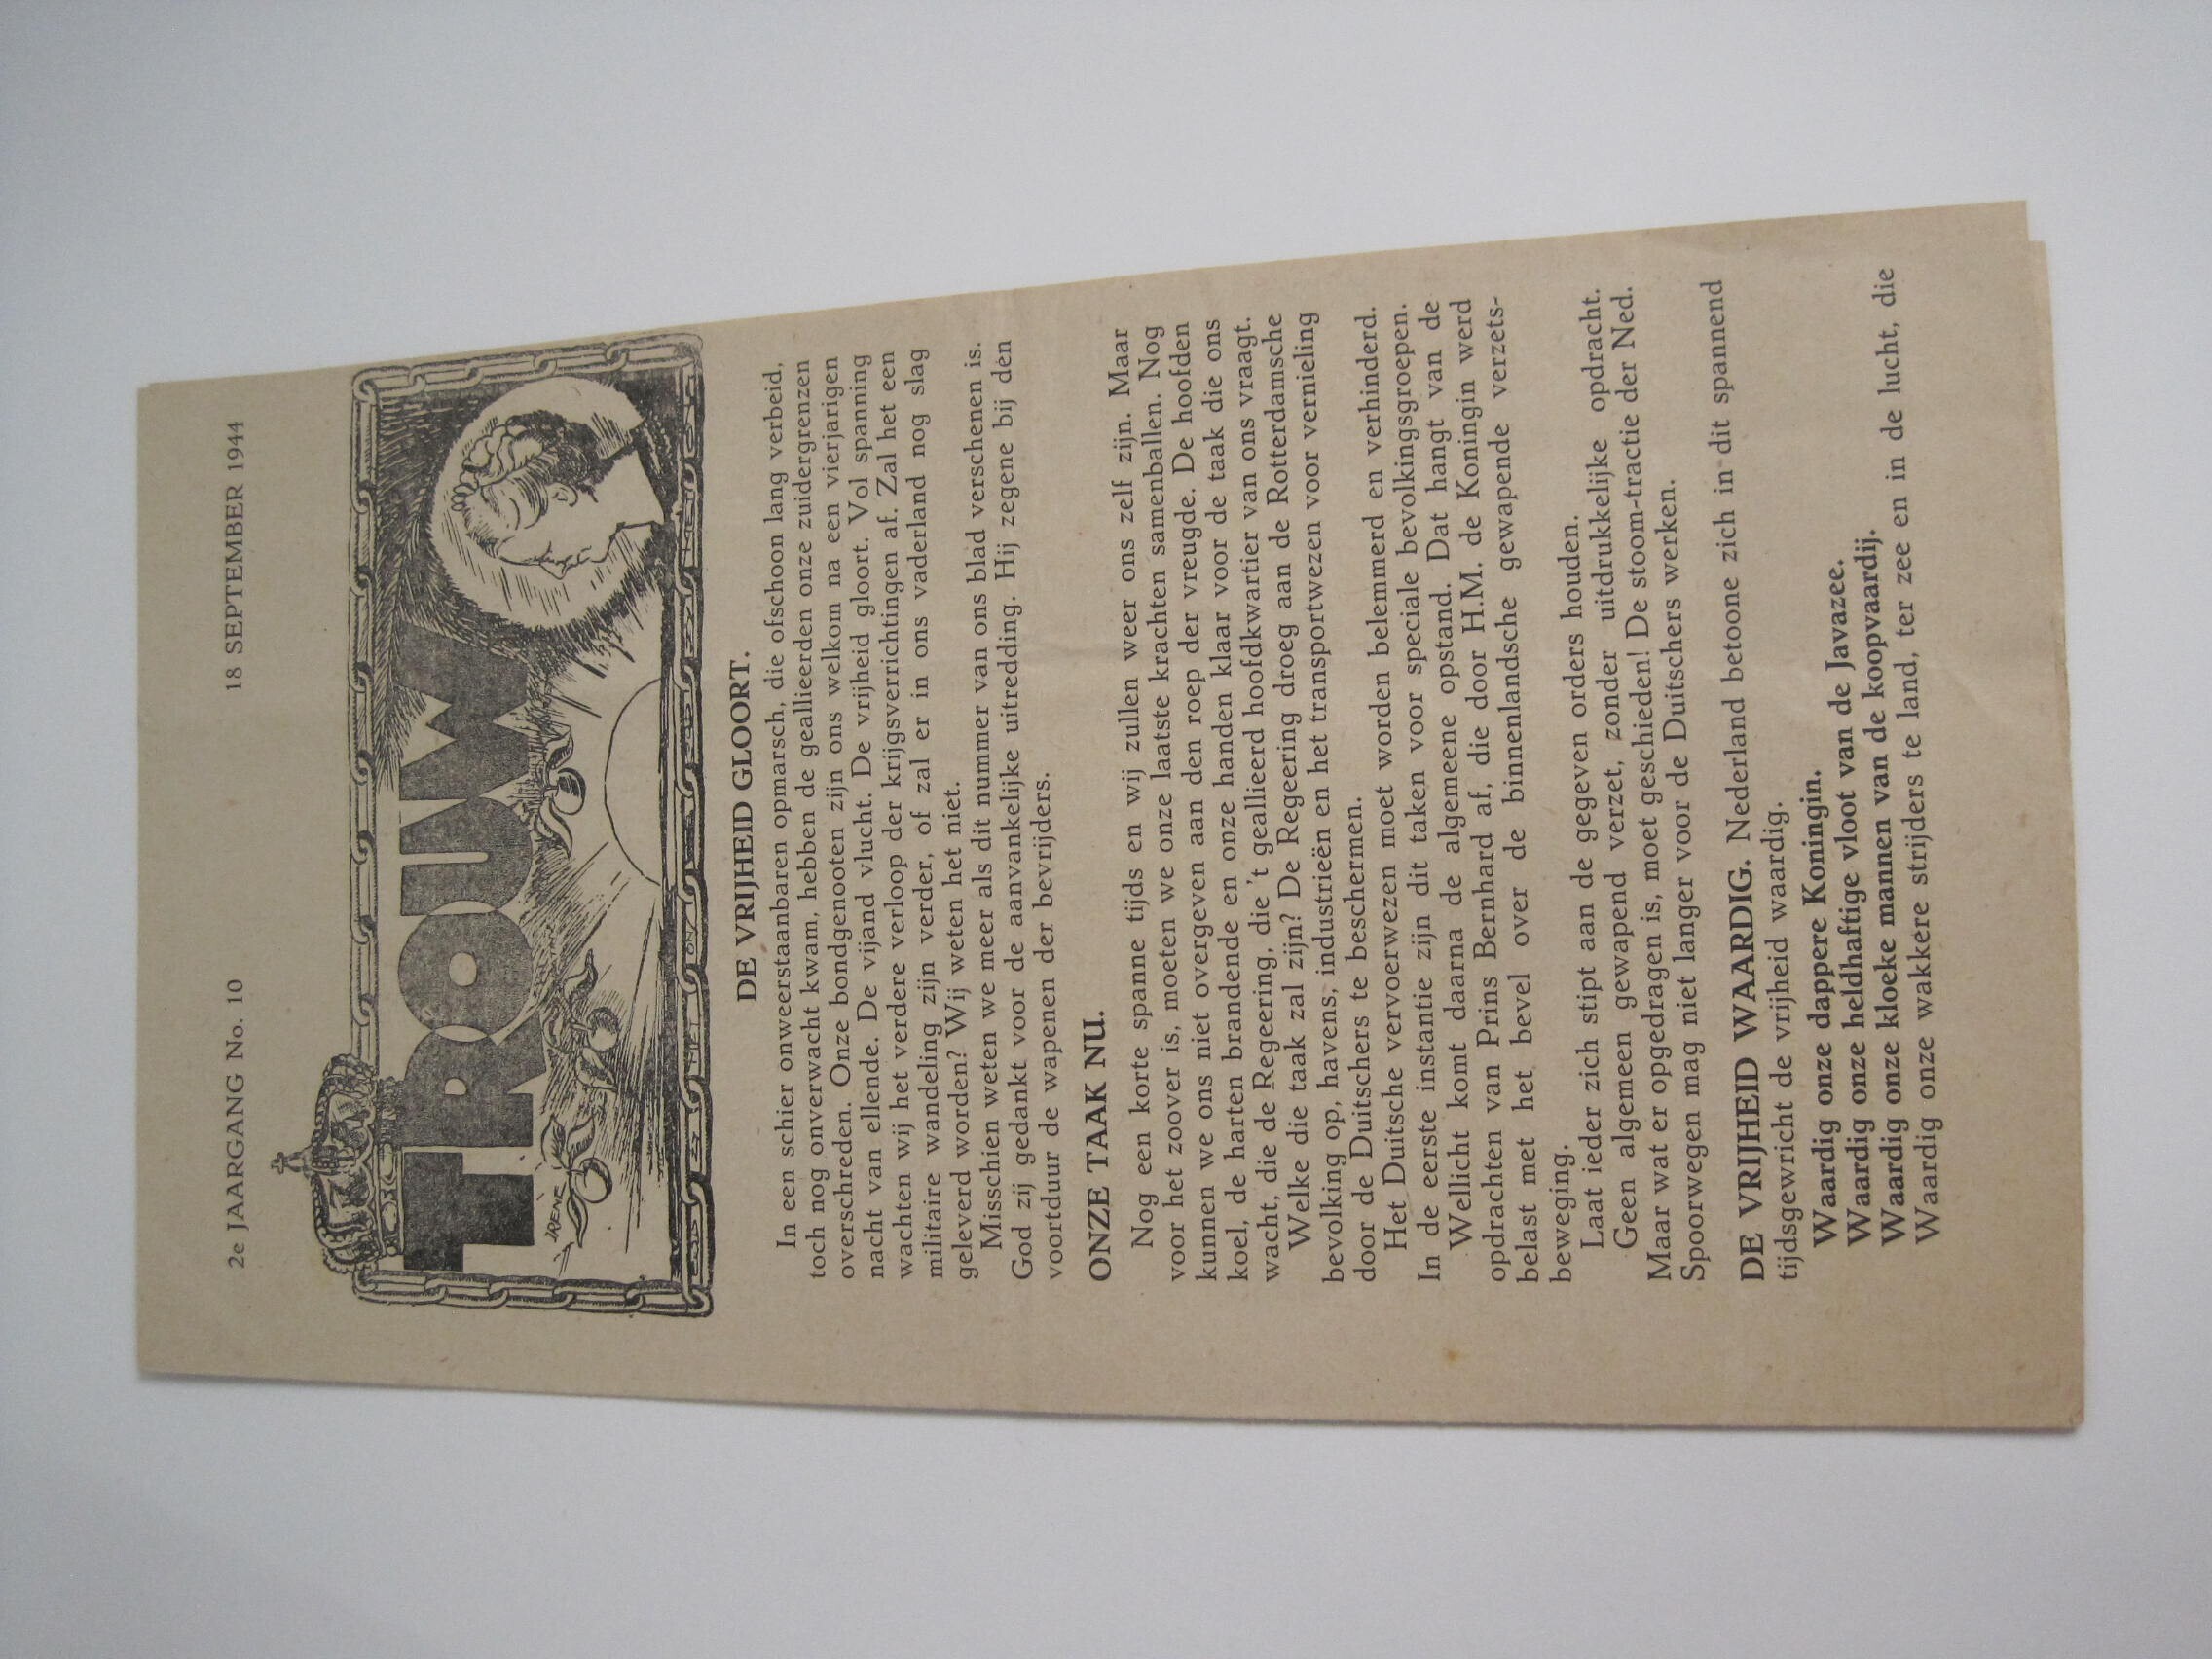 2e JAARGANG No. 10 18 SEPTEMBER 1944
TROUW
IRENE
DE VRIJHEID GLOORT.
In een schier onweerstaanbaren opmarsch, die ofschoon lang verbeid,
toch nog onverwacht kwam, hebben de geallieerden onze zuidergrenzen
overschreden. Onze bondgenooten zijn ons welkom na een vierjarigen
nacht van ellende. De vijand vlucht. De vrijheid gloort. Vol spanning
wachten wij het verdere verloop der krijgsverrichtingen af. Zal het een
militaire wandeling zijn verder, of zal er in ons vaderland nog slag
geleverd worden? Wij weten het niet.
Misschien weten we meer als dit nummer van ons blad verschenen is.
God zij gedankt voor de aanvankelijke uitredding. Hij zegene bij den
voortduur de wapenen der bevrijders.
ONZE TAAK NU.
Nog een korte spanne tijds en wij zullen weer ons zelf zijn. Maar
voor het zoover is, moeten we onze laatste krachten samenballen. Nog
kunnen we ons niet overgeven aan den roep der vreugde. De hoofden
koel, de harten brandende en onze handen klaar voor de taak die ons
wacht, die de Regeering, die 't geallieerd hoofdkwartier van ons vraagt.
Welke die taak zal zijn? De Regeering droeg aan de Rotterdamsche
bevolking op, havens, industrieën en het transportwezen voor vernieling
door de Duitschers te beschermen.
Het Duitsche vervoerwezen moet worden belemmerd en verhinderd.
In de eerste instantie zijn dit taken voor speciale bevolkingsgroepen.
Wellicht komt daarna de algemeene opstand. Dat hangt van de
opdrachten van Prins Bernhard af, die door H.M. de Koningin werd
belast met het bevel over de binnenlandsche gewapende verzets-
beweging.
Laat ieder zich stipt aan de gegeven orders houden.
Geen algemeen gewapend verzet, zonder uitdrukkelijke opdracht.
Maar wat er opgedragen is, moet geschieden! De stoom-tractie der Ned.
Spoorwegen mag niet langer voor de Duitschers werken.
DE VRIJHEID WAARDIG. Nederland betoone zich in dit spannend
tijdsgewricht de vrijheid waardig.
Waardig onze dappere Koningin.
Waardig onze heldhaftige vloot van de Javazee.
Waardig onze kloeke mannen van de koopvaardij.
Waardig onze wakkere strijders te land, ter zee en in de lucht, die